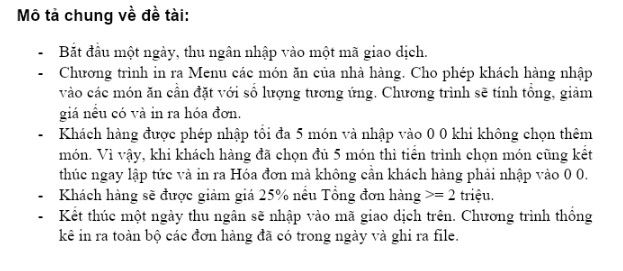 Mô tả chung về đề tài:
- Bắt đầu một ngày, thu ngân nhập vào một mã giao dịch.
- Chương trình in ra Menu các món ăn của nhà hàng. Cho phép khách hàng nhập
vào các món ăn cần đặt với số lượng tương ứng. Chương trình sẽ tính tổng, giảm
giá nếu có và in ra hóa đơn.
- Khách hàng được phép nhập tối đa 5 món và nhập vào 0 0 khi không chọn thêm
món. Vì vậy, khi khách hàng đã chọn đủ 5 món thì tiến trình chọn món cũng kết
thúc ngay lập tức và in ra Hóa đơn mà không cần khách hàng phải nhập vào 0 0.
- Khách hàng sẽ được giảm giá 25% nếu Tổng đơn hàng >= 2 triệu.
- Kết thúc một ngày thu ngân sẽ nhập vào mã giao dịch trên. Chương trình thống
kê in ra toàn bộ các đơn hàng đã có trong ngày và ghi ra file.